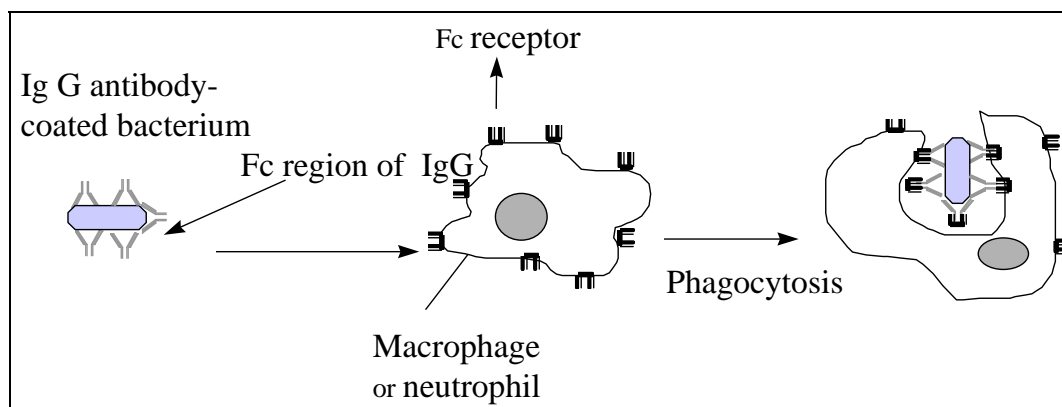 Fc receptor
Ig G antibody-
coated bacterium
Fc region of IgG
Phagocytosis
Macrophage
or neutrophil